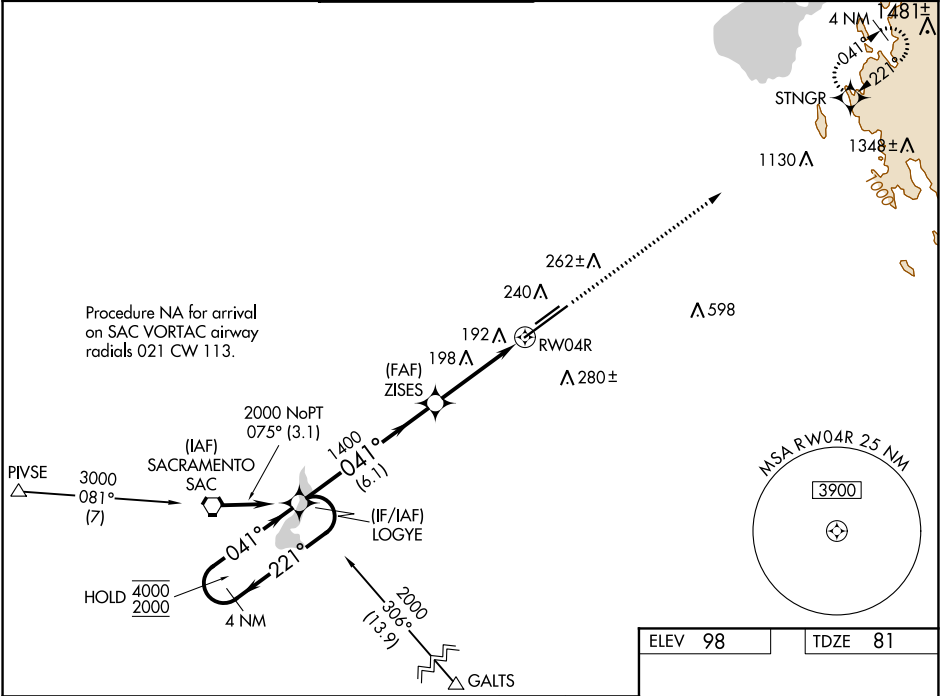 1481±
4 NM
041°
221°
STNGR
1348±
1130
1000
262±
240
598
Procedure NA for arrival
on SAC VORTAC airway
radials 021 CW 113.
192
RW04R
198
(FAF)
ZISES
280±
2000 NoPT
075° (3.1)
1400
041°
(6.1)
(IAF)
SACRAMENTO
SAC
PIVSE
3000
081°
(7)
(IF/IAF)
LOGYE
041°
221°
HOLD 4000
2000
4 NM
2000
306°
(13.9)
GALTS
MSA RW04R 25 NM
3900
ELEV 98
TDZE 81